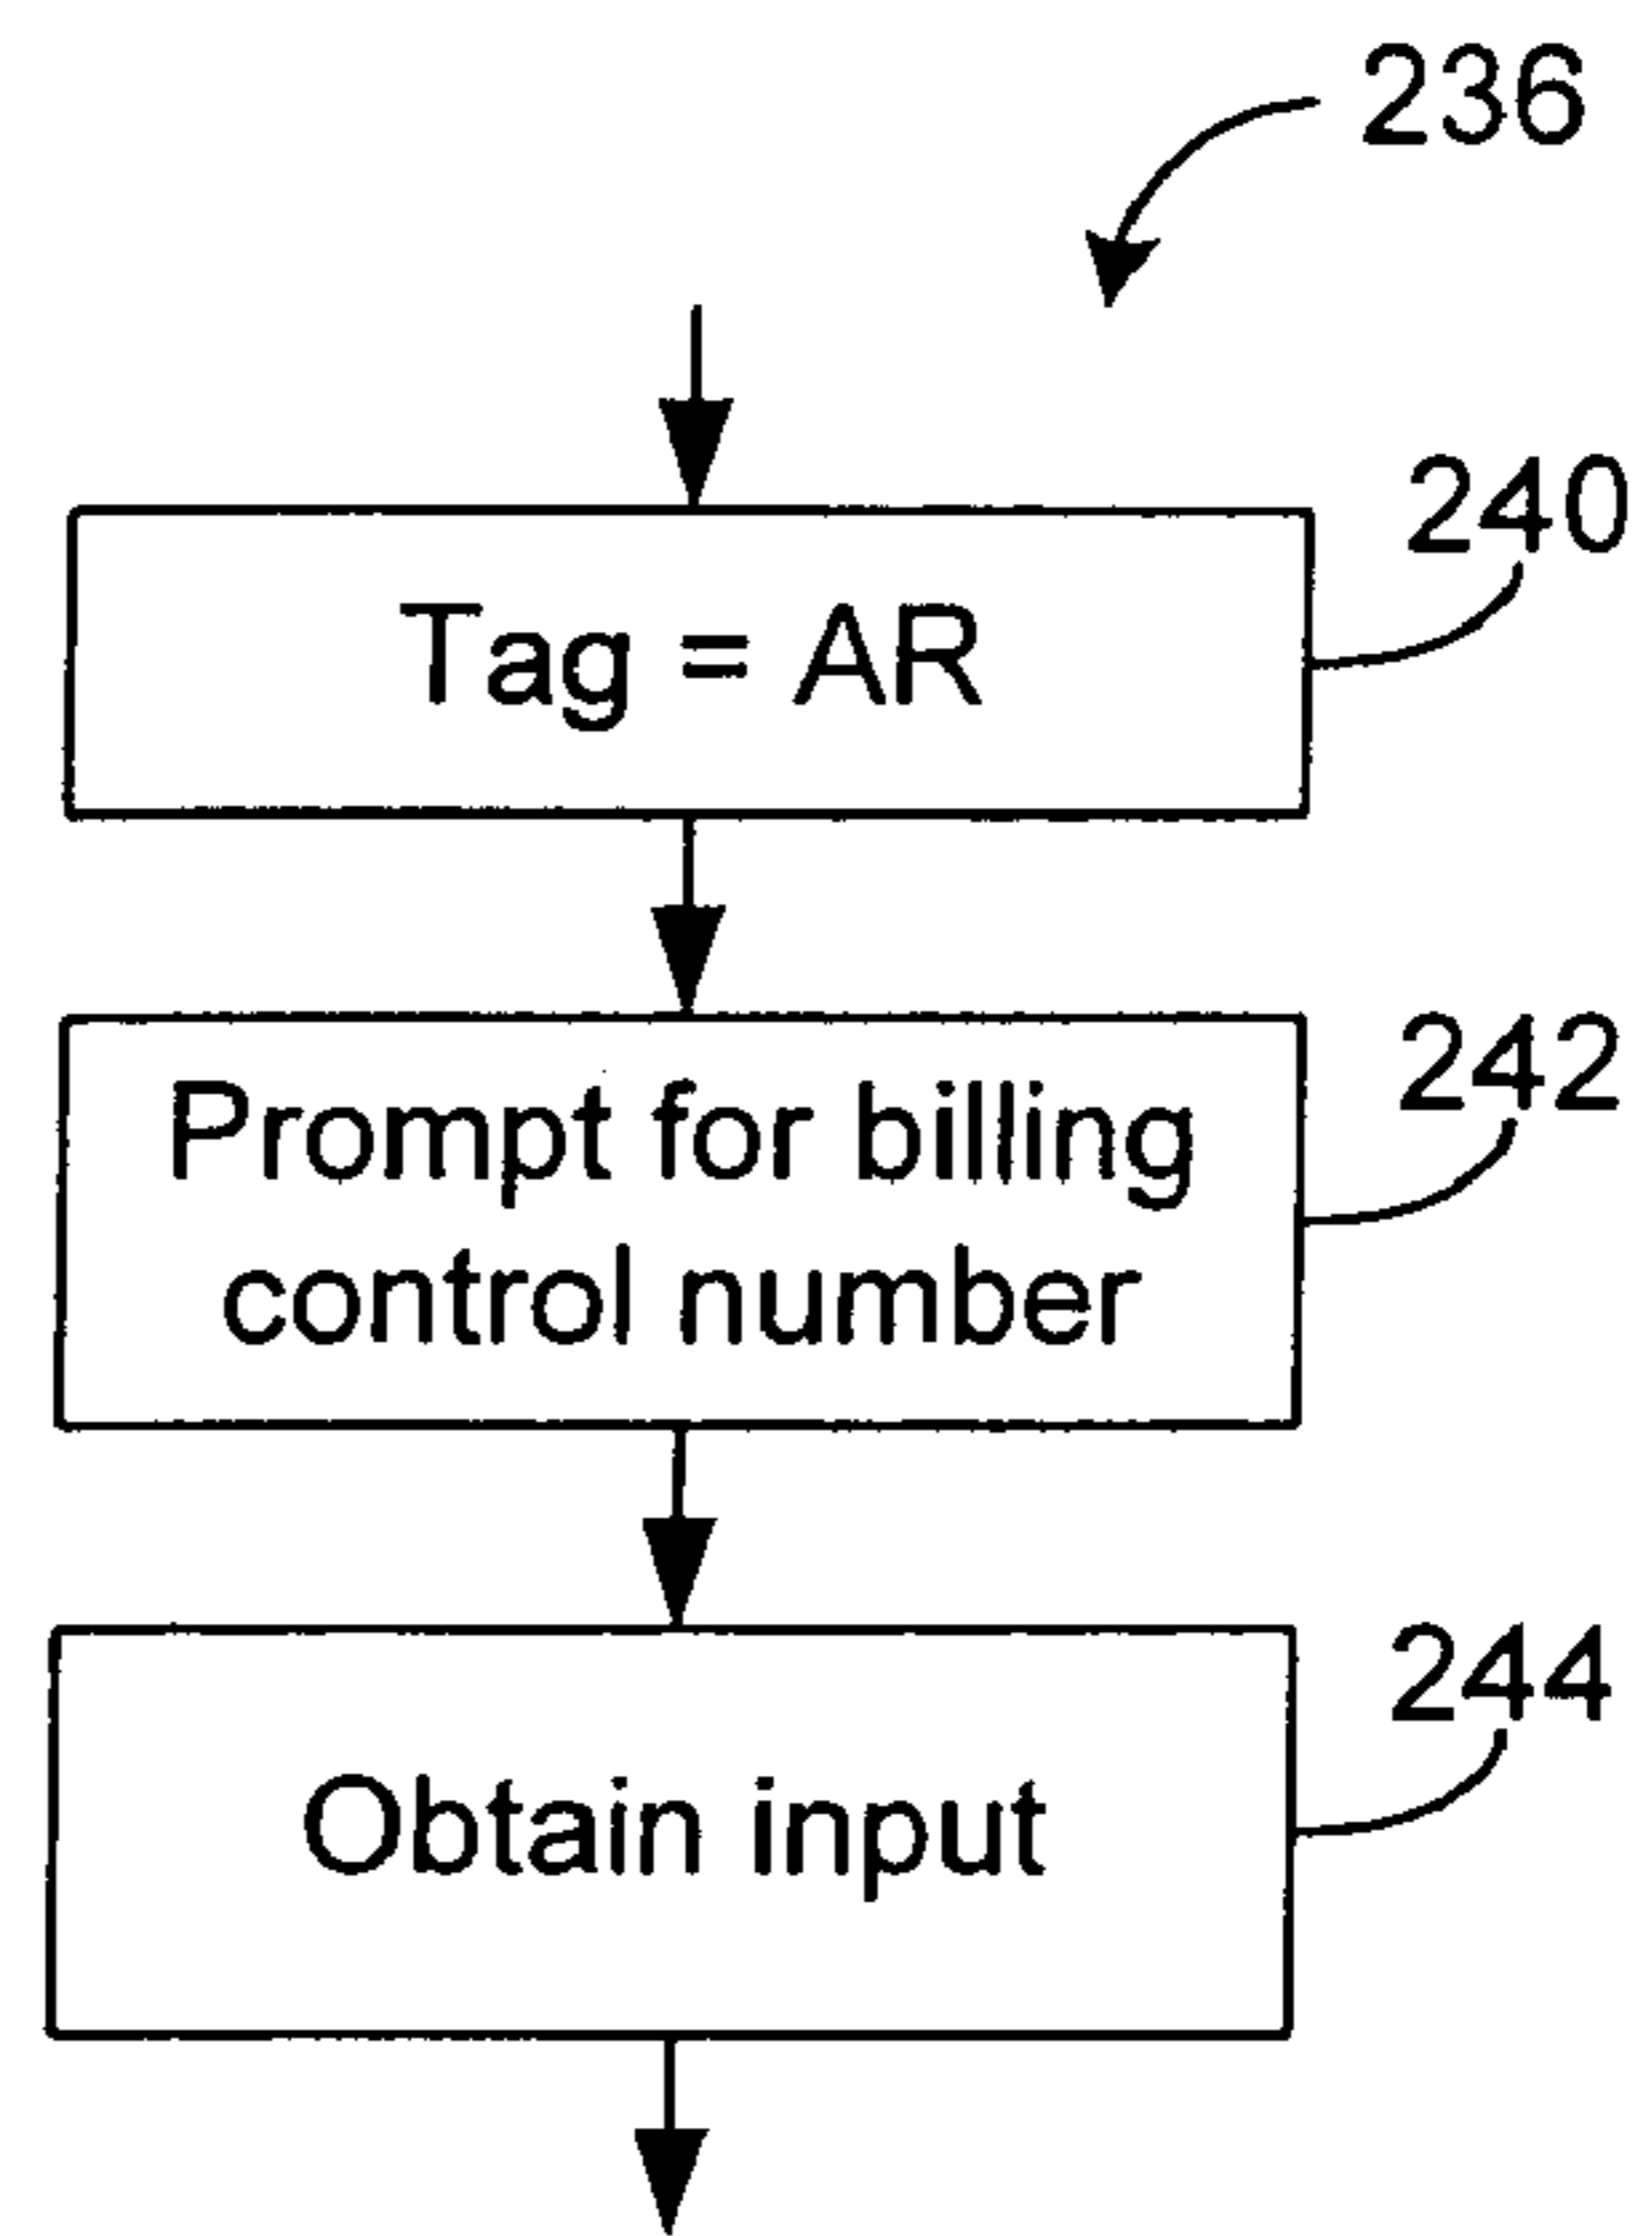 236
240
Tag = AR
242
Prompt for billing
control number
244
Obtain input